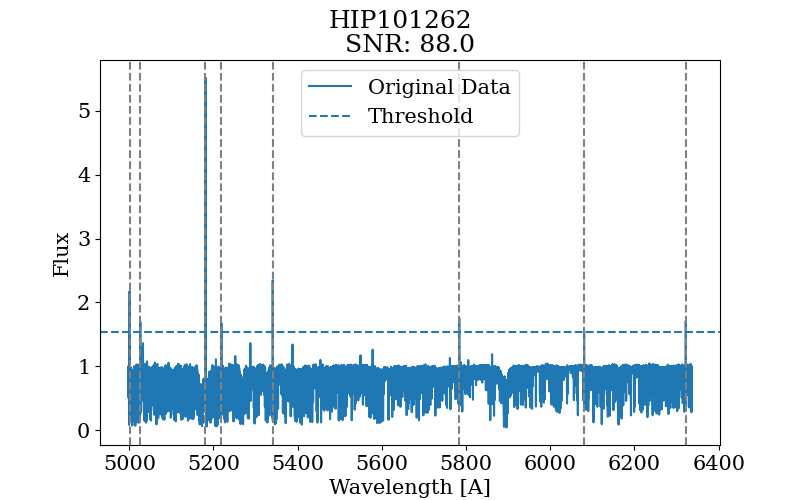 HIP101262
SNR: 88.0
Original Data
Threshold
Flux
5
4
3
2
1
0
5000 5200 5400 5600 5800 6000 6200 6400
Wavelength [A]